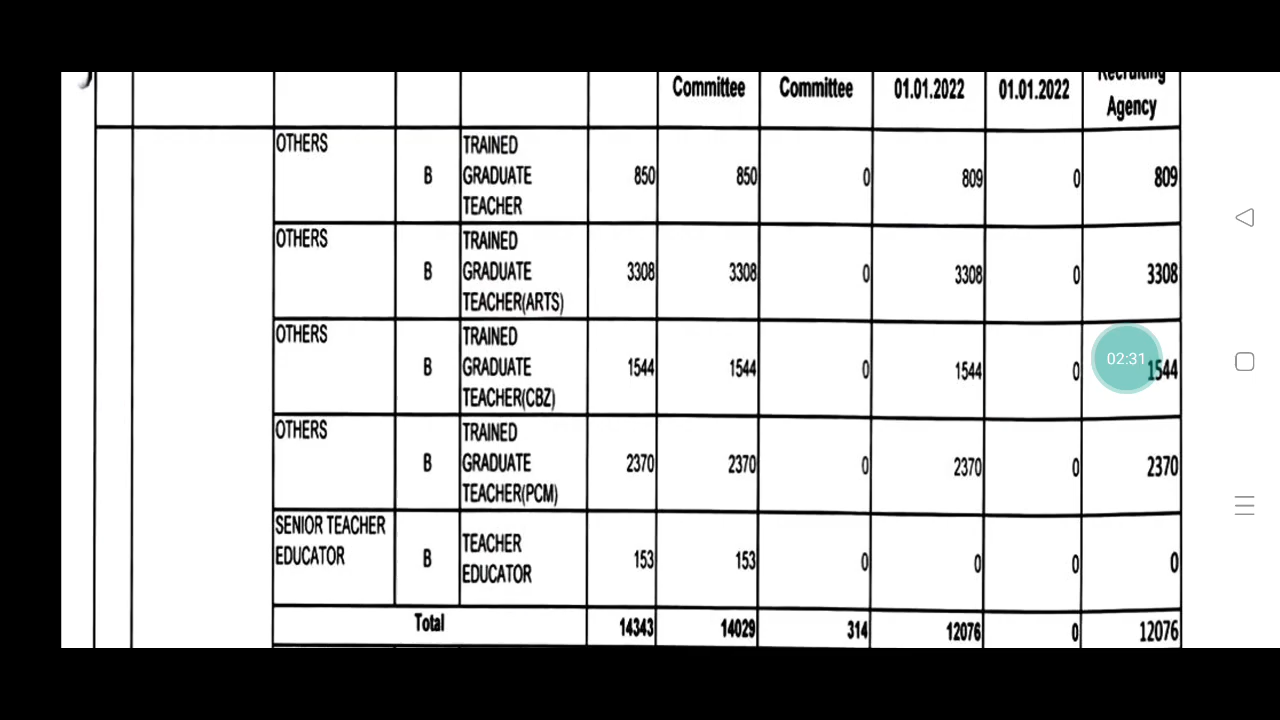 Recruiting
Committee Committee 01.01.2022 01.01.2022 Agency
OTHERS B TRAINED GRADUATE TEACHER 850 850 0 809 0 809
OTHERS B TRAINED GRADUATE TEACHER(ARTS) 3308 3308 0 3308 0 3308
OTHERS B TRAINED GRADUATE TEACHER(CBZ) 1544 1544 0 1544 0 1544
02:31
OTHERS B TRAINED GRADUATE TEACHER(PCM) 2370 2370 0 2370 0 2370
SENIOR TEACHER EDUCATOR B TEACHER EDUCATOR 153 153 0 0 0 0
Total 14343 14029 314 12076 0 12076